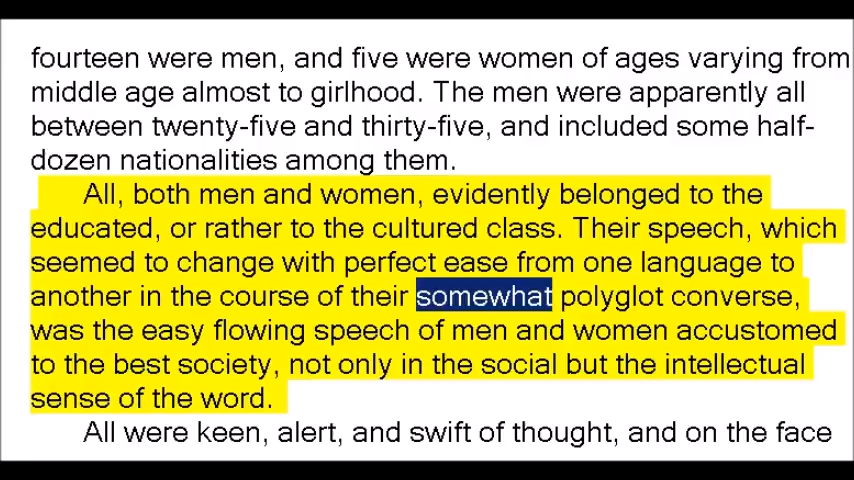 fourteen were men, and five were women of ages varying from
middle age almost to girlhood. The men were apparently all
between twenty-five and thirty-five, and included some half-
dozen nationalities among them.
All, both men and women, evidently belonged to the
educated, or rather to the cultured class. Their speech, which
seemed to change with perfect ease from one language to
another in the course of their somewhat polyglot converse,
was the easy flowing speech of men and women accustomed
to the best society, not only in the social but the intellectual
sense of the word.
All were keen, alert, and swift of thought, and on the face